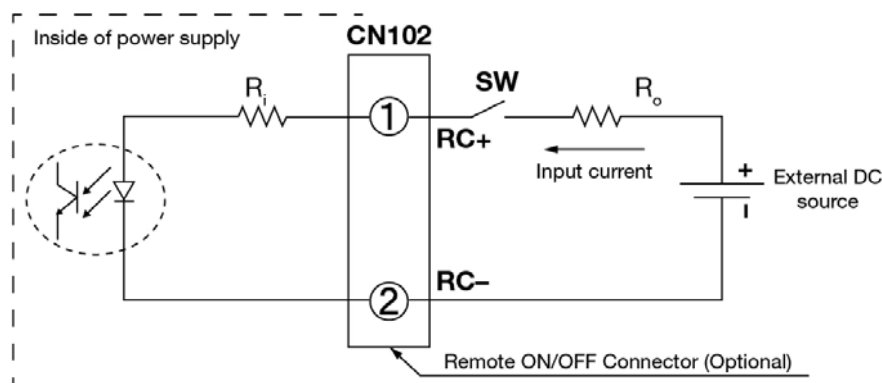 Inside of power supply
CN102
SW
Ri
Ro
1
RC+
Input current
+
External DC
source
2
RC–
Remote ON/OFF Connector (Optional)